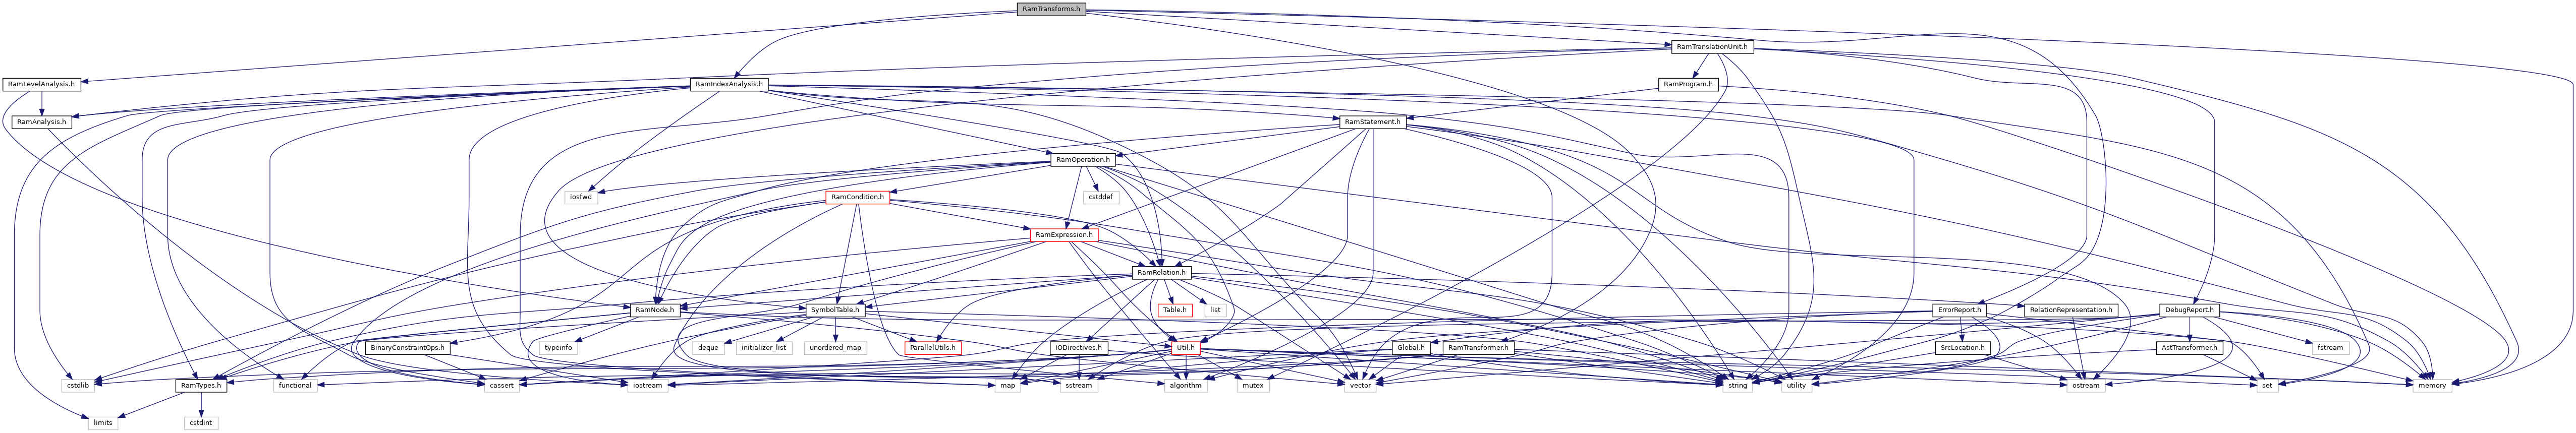 RamTransforms.h
RamTranslationUnit.h
RamLevelAnalysis.h
RamIndexAnalysis.h
RamProgram.h
RamAnalysis.h
RamStatement.h
RamOperation.h
iosfwd
RamCondition.h
cstddef
RamExpression.h
RamRelation.h
RamNode.h
SymbolTable.h
Table.h
list
ErrorReport.h
RelationRepresentation.h
DebugReport.h
BinaryConstraintOps.h
typeinfo
deque
initializer_list
unordered_map
ParallelUtils.h
IODirectives.h
Util.h
Global.h
RamTransformer.h
SrcLocation.h
AstTransformer.h
fstream
cstdlib
RamTypes.h
functional
cassert
iostream
map
sstream
algorithm
mutex
vector
string
utility
ostream
set
memory
limits
cstdint